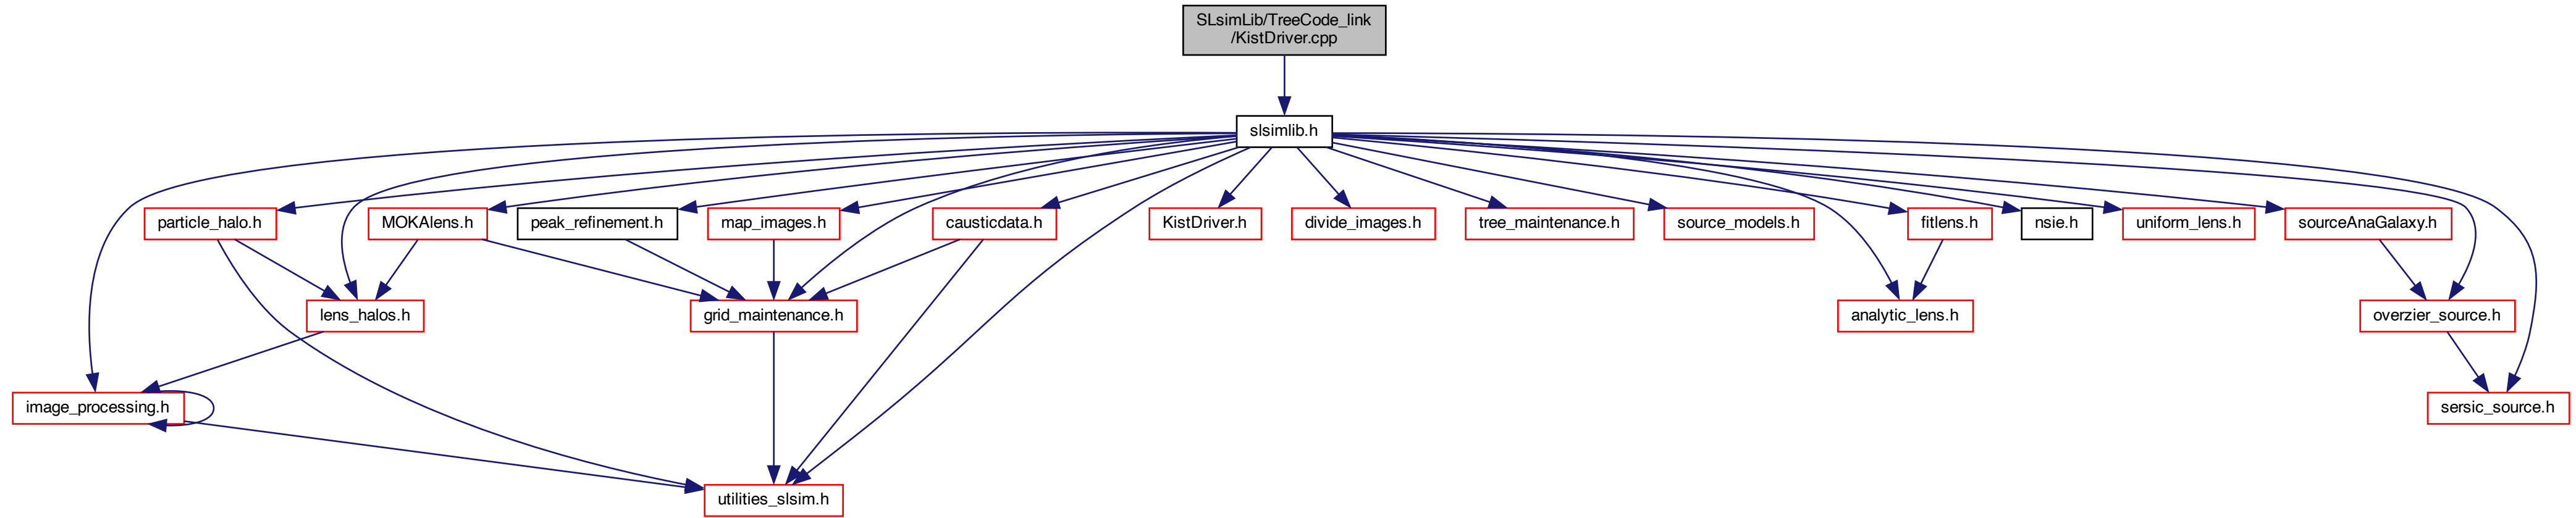 SLsimLib/TreeCode_link
/KistDriver.cpp
slsimlib.h
particle_halo.h
MOKAlens.h
peak_refinement.h
map_images.h
causticdata.h
KistDriver.h
divide_images.h
tree_maintenance.h
source_models.h
fitlens.h
nsie.h
uniform_lens.h
sourceAnaGalaxy.h
lens_halos.h
grid_maintenance.h
analytic_lens.h
overzier_source.h
image_processing.h
sersic_source.h
utilities_slsim.h